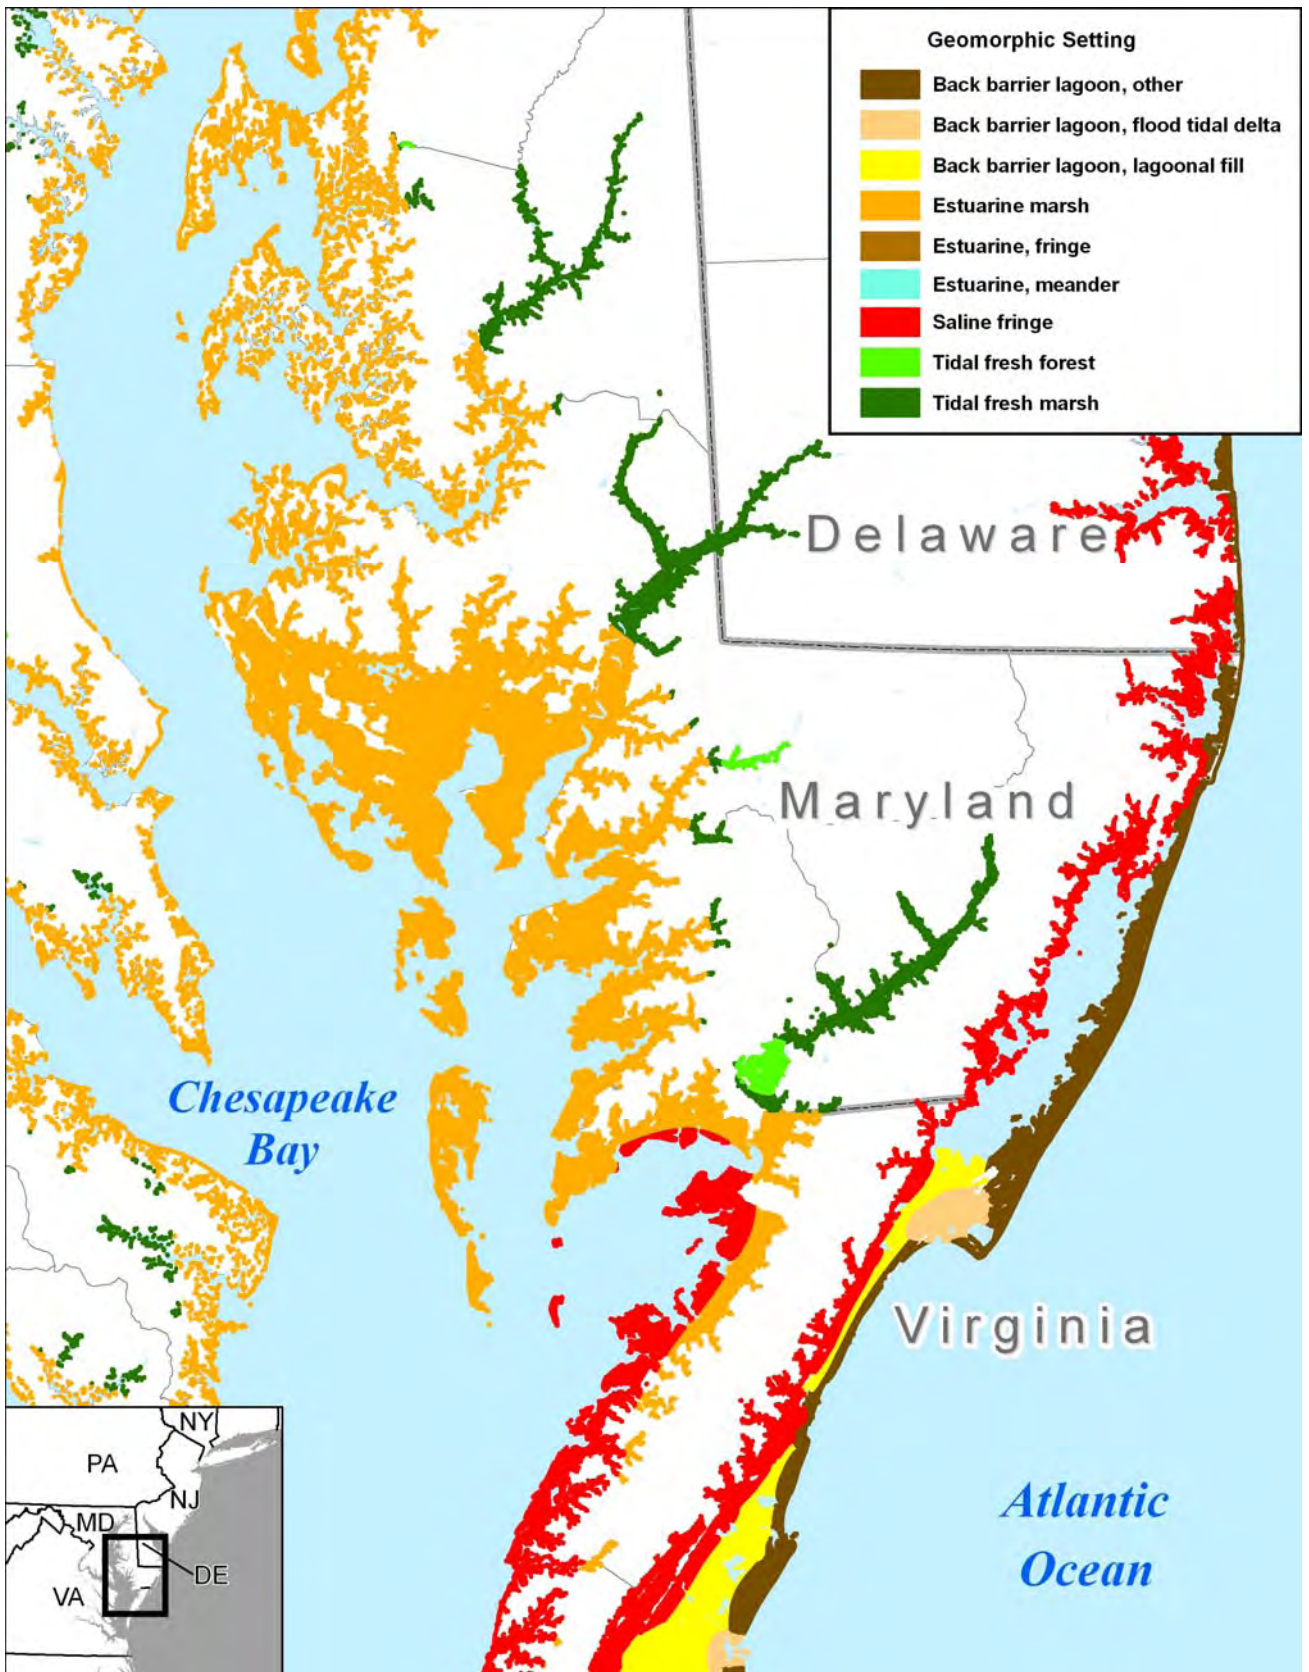 Geomorphic Setting
Back barrier lagoon, other
Back barrier lagoon, flood tidal delta
Back barrier lagoon, lagoonal fill
Estuarine marsh
Estuarine, fringe
Estuarine, meander
Saline fringe
Tidal fresh forest
Tidal fresh marsh
Delaware
Maryland
Chesapeake
Bay
Virginia
Atlantic
Ocean
NY
PA
NJ
MD
DE
VA